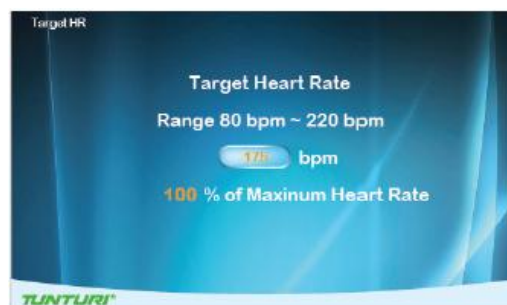 Target HR
Target Heart Rate
Range 80 bpm ~ 220 bpm
bpm
100 % of Maxinum Heart Rate
TUNTURI®